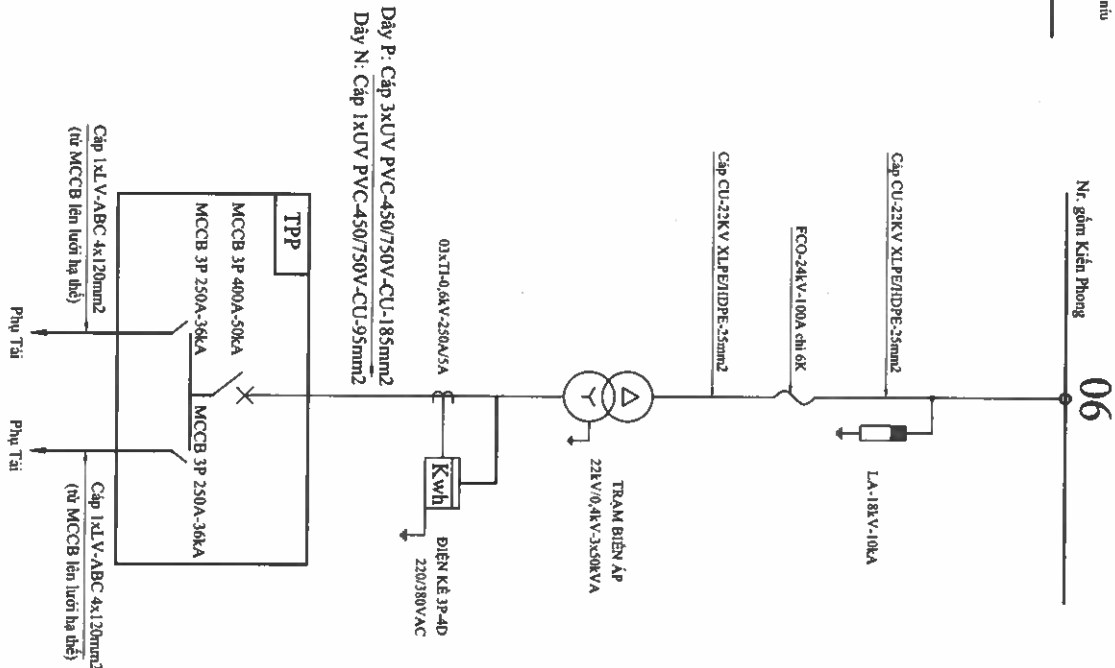 Nr. gốm Kiến Phong
06
Cáp CU-22KV XLPE/HDPE-25mm2
LA-18kV-10kA
FCO-24kV-100A chì 6K
Cáp CU-22KV XLPE/HDPE-25mm2
TRẠM BIẾN ÁP
22kV/0,4kV-3x50kVA
03xTI-0,6kV-250A/5A
Kwh
ĐIỆN KẾ 3P-4D
220/380VAC
Dây P: Cáp 3xUV PVC-450/750V-CU-185mm2
Dây N: Cáp 1xUV PVC-450/750V-CU-95mm2
TPP
MCCB 3P 400A-50kA
MCCB 3P 250A-36kA
MCCB 3P 250A-36kA
Cáp 1xLV-ABC 4x120mm2
(từ MCCB lên lưới hạ thế)
Cáp 1xLV-ABC 4x120mm2
(từ MCCB lên lưới hạ thế)
Phụ Tải
Phụ Tải